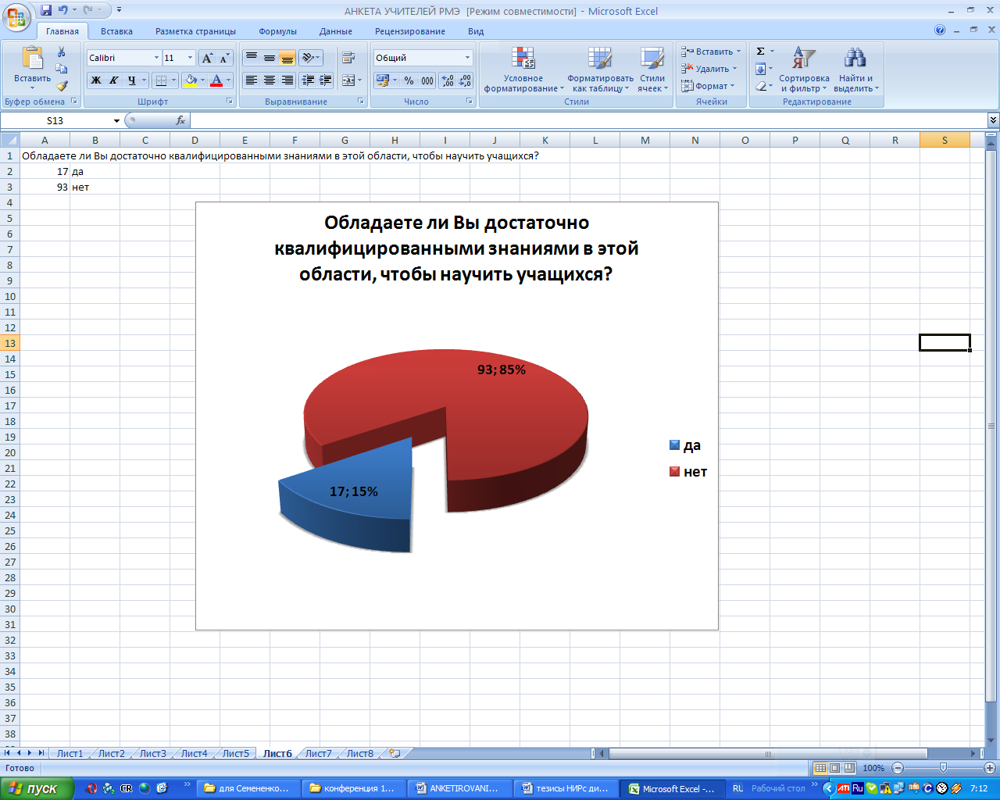 АНКЕТА УЧИТЕЛЕЙ РМЭ [Режим совместимости] - Microsoft Excel
Главная Вставка Разметка страницы Формулы Данные Рецензирование Вид
Calibri 11 Общий
Вставить
Ж К Ч А % 000
Условное форматирование
Форматировать как таблицу
Стили ячеек
Вставить
Удалить
Формат
Сортировка и фильтр
Найти и выделить
Буфер обмена Шрифт Выравнивание Число Стили Ячейки Редактирование
S13 fx
A B C D E F G H I J K L M N O P Q R S
1 Обладаете ли Вы достаточно квалифицированными знаниями в этой области, чтобы научить учащихся?
2 17 да
3 93 нет
4
5
6
7
8
9
10
11
12
13
14
15
16
17
18
19
20
21
22
23
24
25
26
27
28
29
30
31
32
33
34
35
36
37
38
Обладаете ли Вы достаточно
квалифицированными знаниями в этой
области, чтобы научить учащихся?
93; 85%
17; 15%
да
нет
Лист1 Лист2 Лист3 Лист4 Лист5 Лист6 Лист7 Лист8
Готово 100%
пуск для Семененко... конференция 1... ANKETIROVANI... тезисы НИРс ди... Microsoft Excel -... RU Рабочий стол ATI Ru 7:12